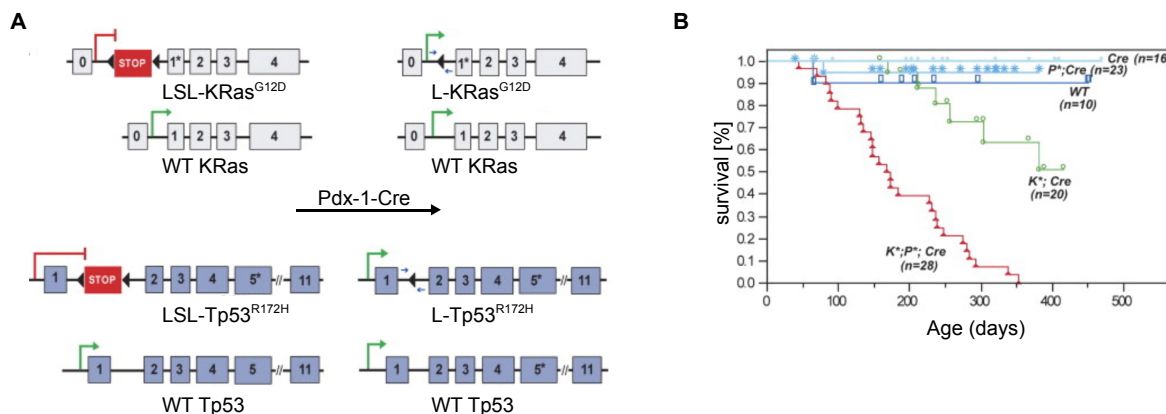 A
0 STOP 1* 2 3 4
LSL-KRas^G12D
0 1 2 3 4
WT KRas
0 1* 2 3 4
L-KRas^G12D
0 1 2 3 4
WT KRas
Pdx-1-Cre
1 STOP 2 3 4 5* // 11
LSL-Tp53^R172H
1 2 3 4 5 // 11
WT Tp53
1 2 3 4 5* // 11
L-Tp53^R172H
1 2 3 4 5* // 11
WT Tp53
B
survival [%]
1.0
0.9
0.8
0.7
0.6
0.5
0.4
0.3
0.2
0.1
0.0
Cre (n=16
P*;Cre (n=23)
WT
(n=10)
K*; Cre
(n=20)
K*;P*; Cre
(n=28)
0 100 200 300 400 500
Age (days)